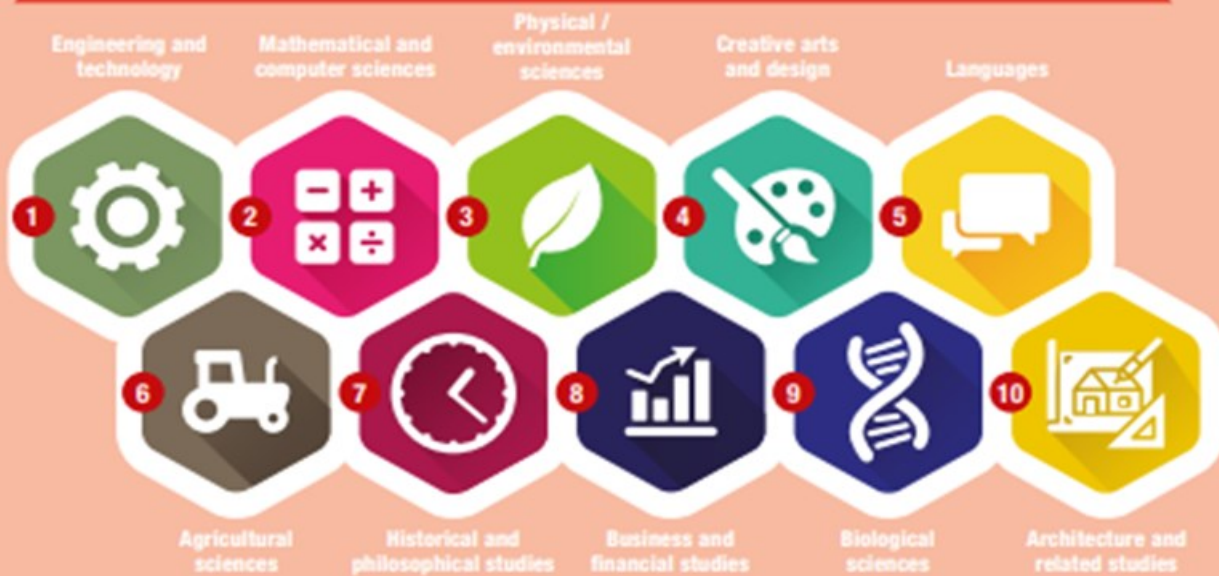 Engineering and
technology
Mathematical and
computer sciences
Physical /
environmental
sciences
Creative arts
and design
Languages
1
2
3
4
5
6
7
8
9
10
Agricultural
sciences
Historical and
philosophical studies
Business and
financial studies
Biological
sciences
Architecture and
related studies